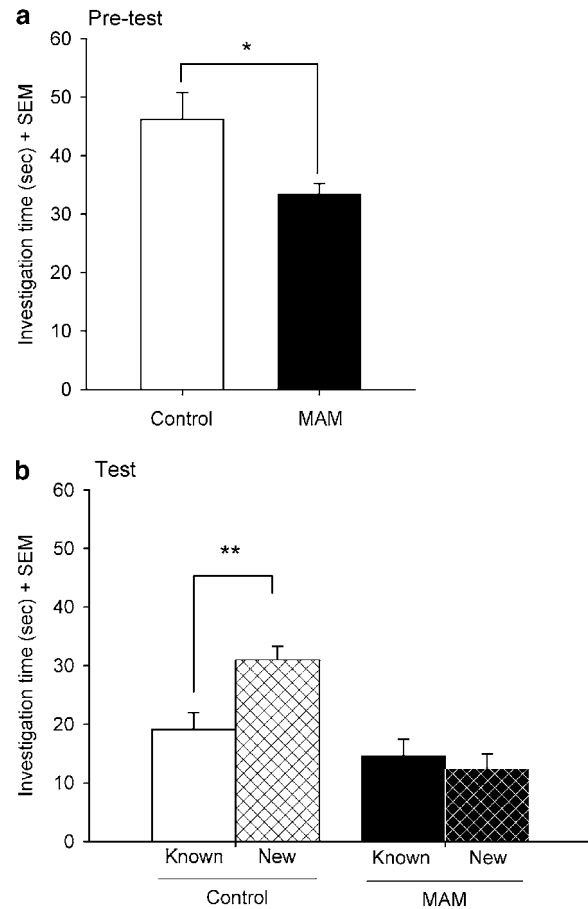 a Pre-test
Investigation time (sec) + SEM
60
50
40
30
20
10
0
*
Control MAM
b Test
Investigation time (sec) + SEM
60
50
40
30
20
10
0
**
Known New Known New
Control MAM